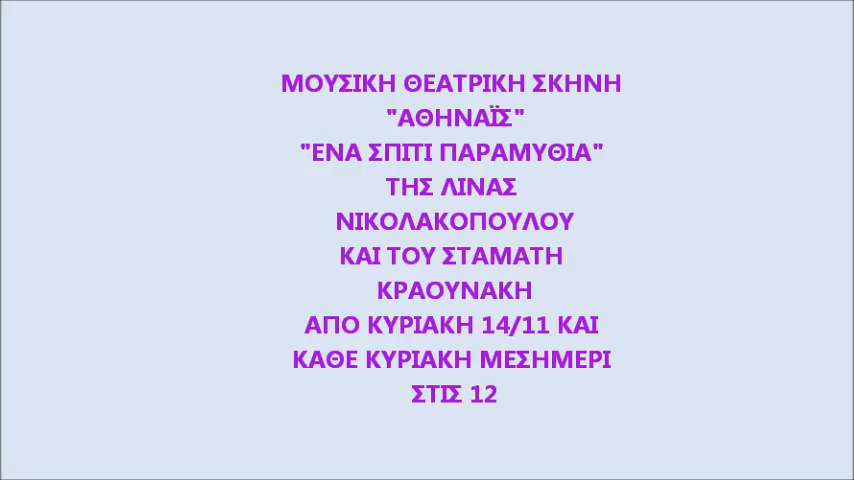 ΜΟΥΣΙΚΗ ΘΕΑΤΡΙΚΗ ΣΚΗΝΗ
"ΑΘΗΝΑΪΣ"
"ΕΝΑ ΣΠΙΤΙ ΠΑΡΑΜΥΘΙΑ"
ΤΗΣ ΛΙΝΑΣ
ΝΙΚΟΛΑΚΟΠΟΥΛΟΥ
ΚΑΙ ΤΟΥ ΣΤΑΜΑΤΗ
ΚΡΑΟΥΝΑΚΗ
ΑΠΟ ΚΥΡΙΑΚΗ 14/11 ΚΑΙ
ΚΑΘΕ ΚΥΡΙΑΚΗ ΜΕΣΗΜΕΡΙ
ΣΤΙΣ 12